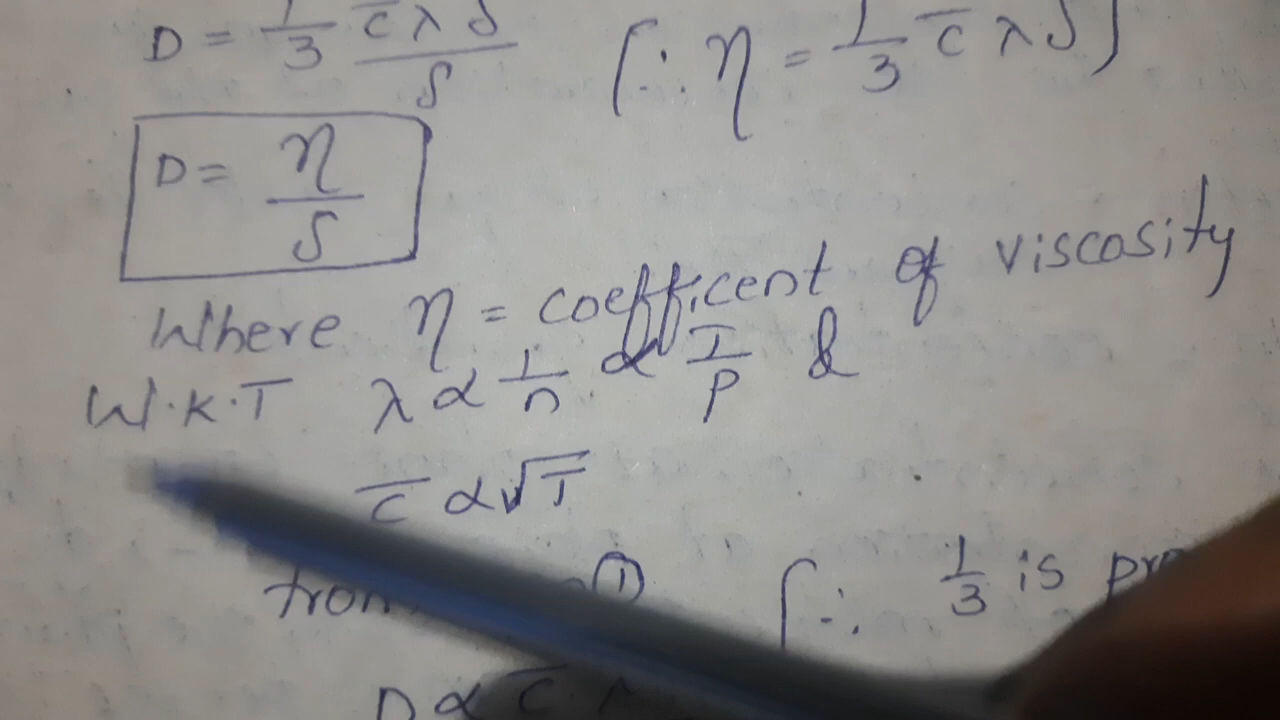 D = 1/3 c̄ λ ρ / ρ (∵ η = 1/3 c̄ λ ρ)
D = η/ρ
Where η = coefficent of viscosity
W.K.T λ ∝ 1/n ∝ T/P &
c̄ ∝ √T
from ① (∵ 1/3 is
D ∝ c̄